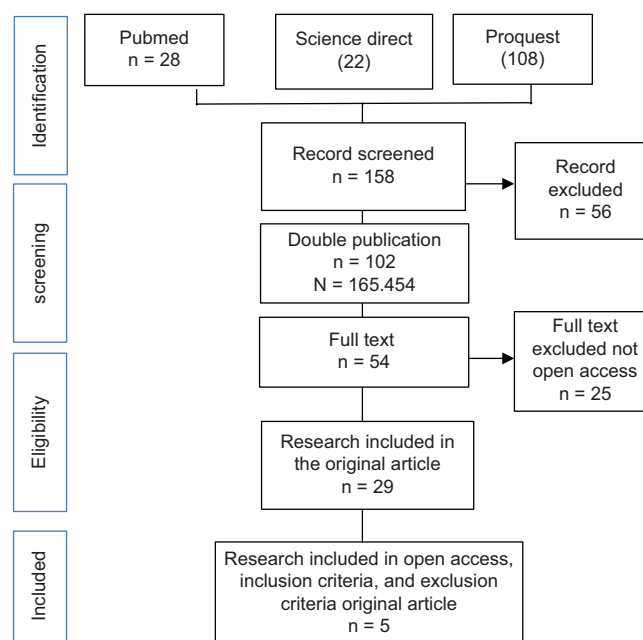 Identification
Pubmed
n = 28
Science direct
(22)
Proquest
(108)
Record screened
n = 158
Record
excluded
n = 56
screening
Double publication
n = 102
N = 165.454
Full text
n = 54
Full text
excluded not
open access
n = 25
Eligibility
Research included in
the original article
n = 29
Included
Research included in open access,
inclusion criteria, and exclusion
criteria original article
n = 5